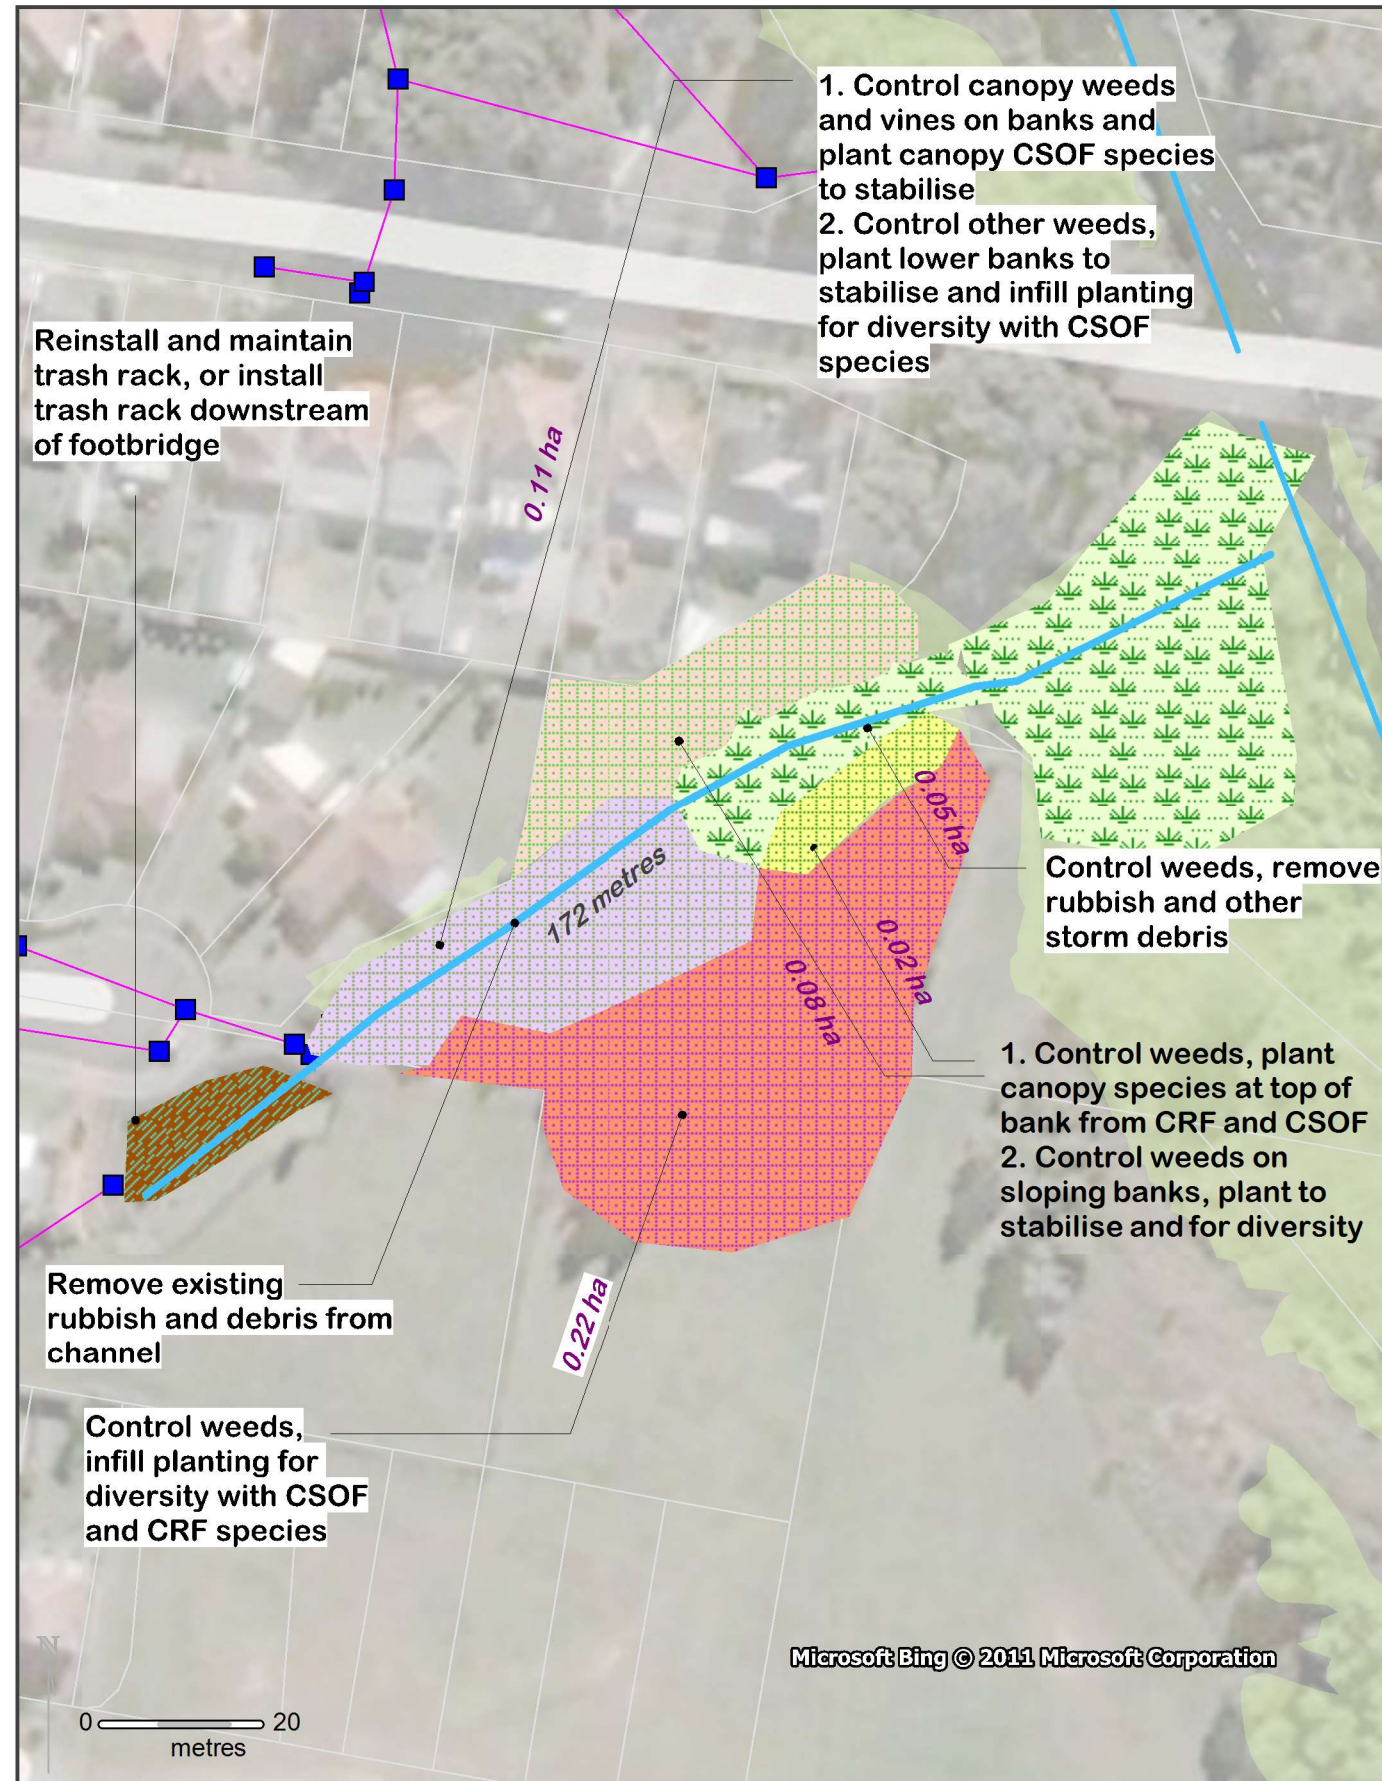 1. Control canopy weeds
and vines on banks and
plant canopy CSOF species
to stabilise
2. Control other weeds,
plant lower banks to
stabilise and infill planting
for diversity with CSOF
species
Reinstall and maintain
trash rack, or install
trash rack downstream
of footbridge
0.11 ha
172 metres
0.05 ha
0.02 ha
0.08 ha
Control weeds, remove
rubbish and other
storm debris
1. Control weeds, plant
canopy species at top of
bank from CRF and CSOF
2. Control weeds on
sloping banks, plant to
stabilise and for diversity
Remove existing
rubbish and debris from
channel
0.22 ha
Control weeds,
infill planting for
diversity with CSOF
and CRF species
N
Microsoft Bing © 2011 Microsoft Corporation
0 20
metres